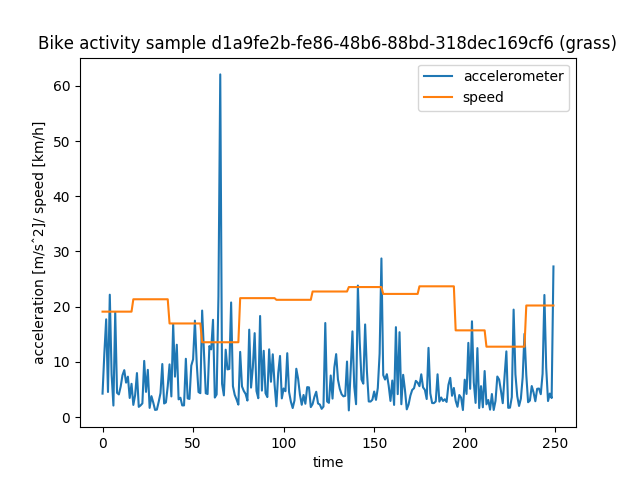 Bike activity sample d1a9fe2b-fe86-48b6-88bd-318dec169cf6 (grass)
accelerometer
speed
acceleration [m/s^2]/ speed [km/h]
60
50
40
30
20
10
0
0 50 100 150 200 250
time